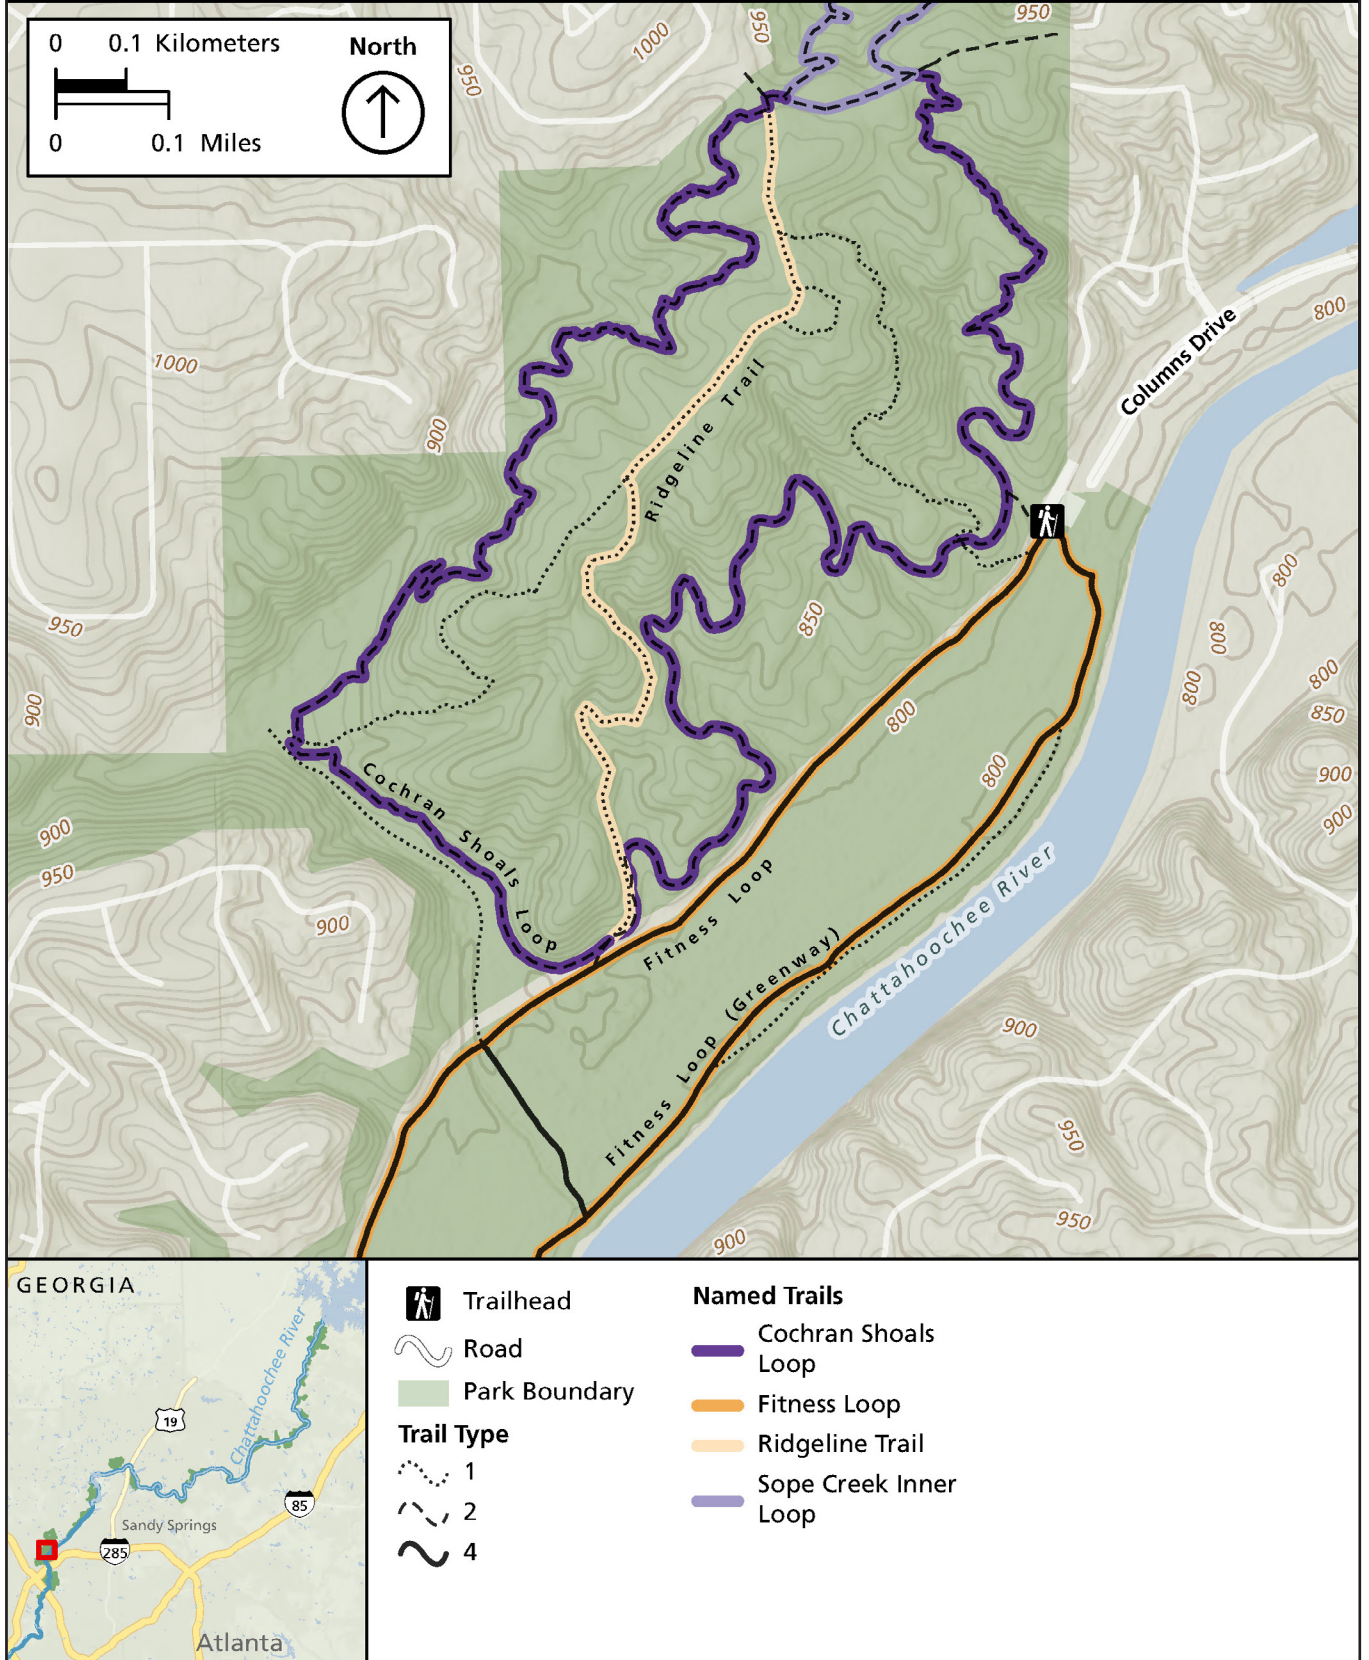 0 0.1 Kilometers
0 0.1 Miles
North
950
1000
950
950
1000
900
950
900
900
950
900
800
Columns Drive
Ridgeline Trail
850
800
800
800
800
800
800
850
900
900
Cochran Shoals Loop
Fitness Loop
Fitness Loop (Greenway)
Chattahoochee River
900
950
950
900
GEORGIA
Chattahoochee River
19
Sandy Springs
285
85
Atlanta
Trailhead
Road
Park Boundary
Trail Type
1
2
4
Named Trails
Cochran Shoals
Loop
Fitness Loop
Ridgeline Trail
Sope Creek Inner
Loop